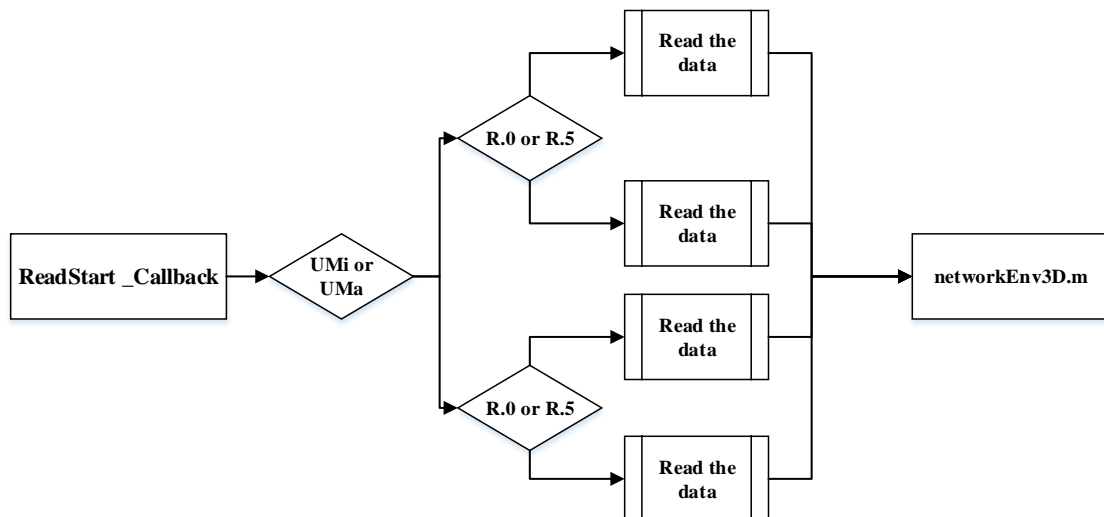 Read the
data
R.0 or R.5
Read the
data
ReadStart _Callback
UMi or
UMa
networkEnv3D.m
Read the
data
R.0 or R.5
Read the
data